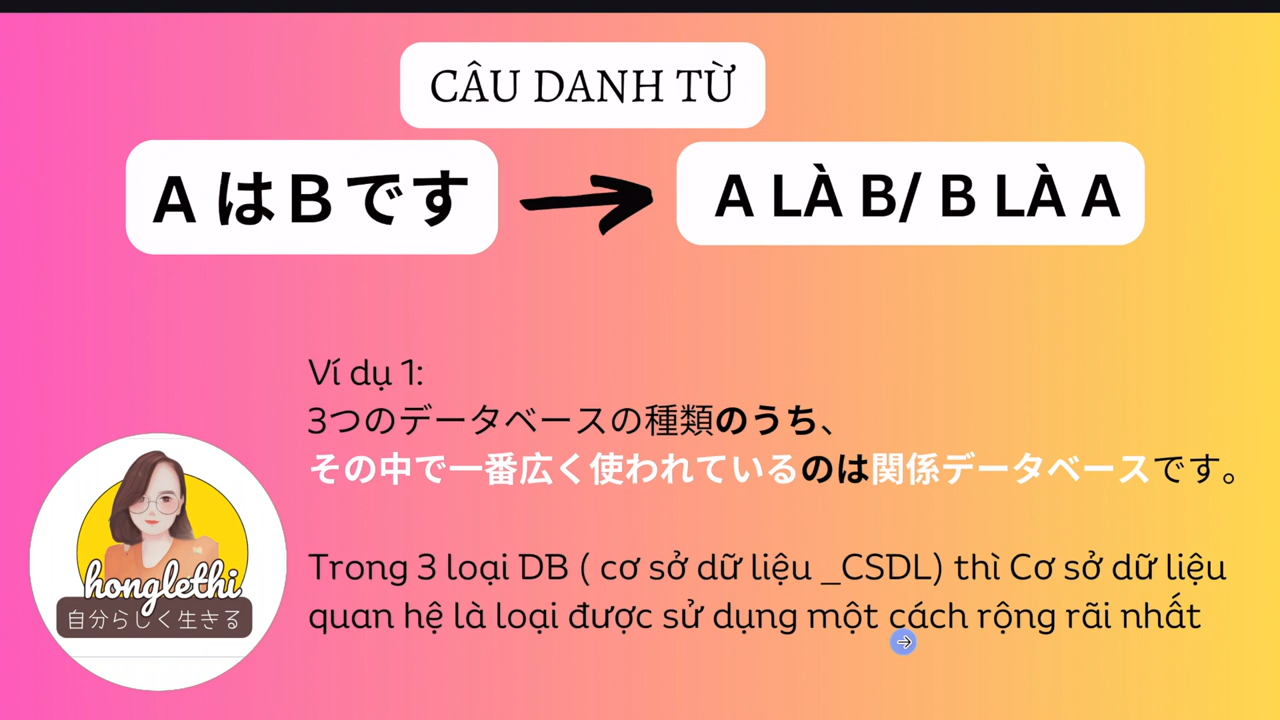 CÂU DANH TỪ
A は B です
A LÀ B/ B LÀ A
Ví dụ 1:
3つのデータベースの種類のうち、
その中で一番広く使われているのは関係データベースです。
Trong 3 loại DB ( cơ sở dữ liệu _CSDL) thì Cơ sở dữ liệu
quan hệ là loại được sử dụng một cách rộng rãi nhất
honglethi
自分らしく生きる